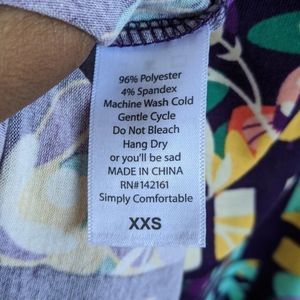 96% Polyester
4% Spandex
Machine Wash Cold
Gentle Cycle
Do Not Bleach
Hang Dry
or you'll be sad
MADE IN CHINA
RN#142161
Simply Comfortable
XXS